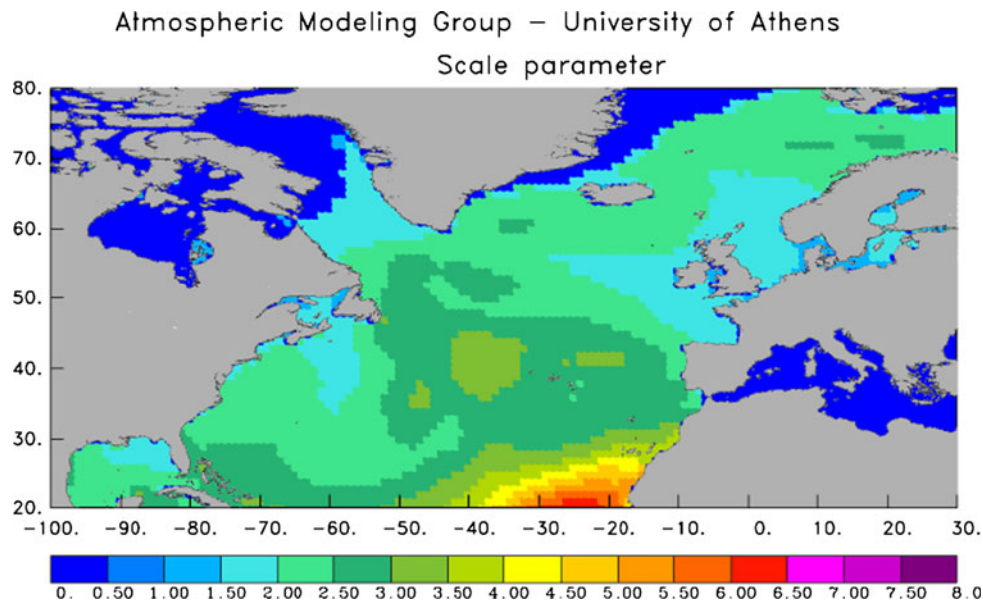 Atmospheric Modeling Group – University of Athens
Scale parameter
80.
70.
60.
50.
40.
30.
20.
-100. -90. -80. -70. -60. -50. -40. -30. -20. -10. 0. 10. 20. 30.
0. 0.50 1.00 1.50 2.00 2.50 3.00 3.50 4.00 4.50 5.00 5.50 6.00 6.50 7.00 7.50 8.0